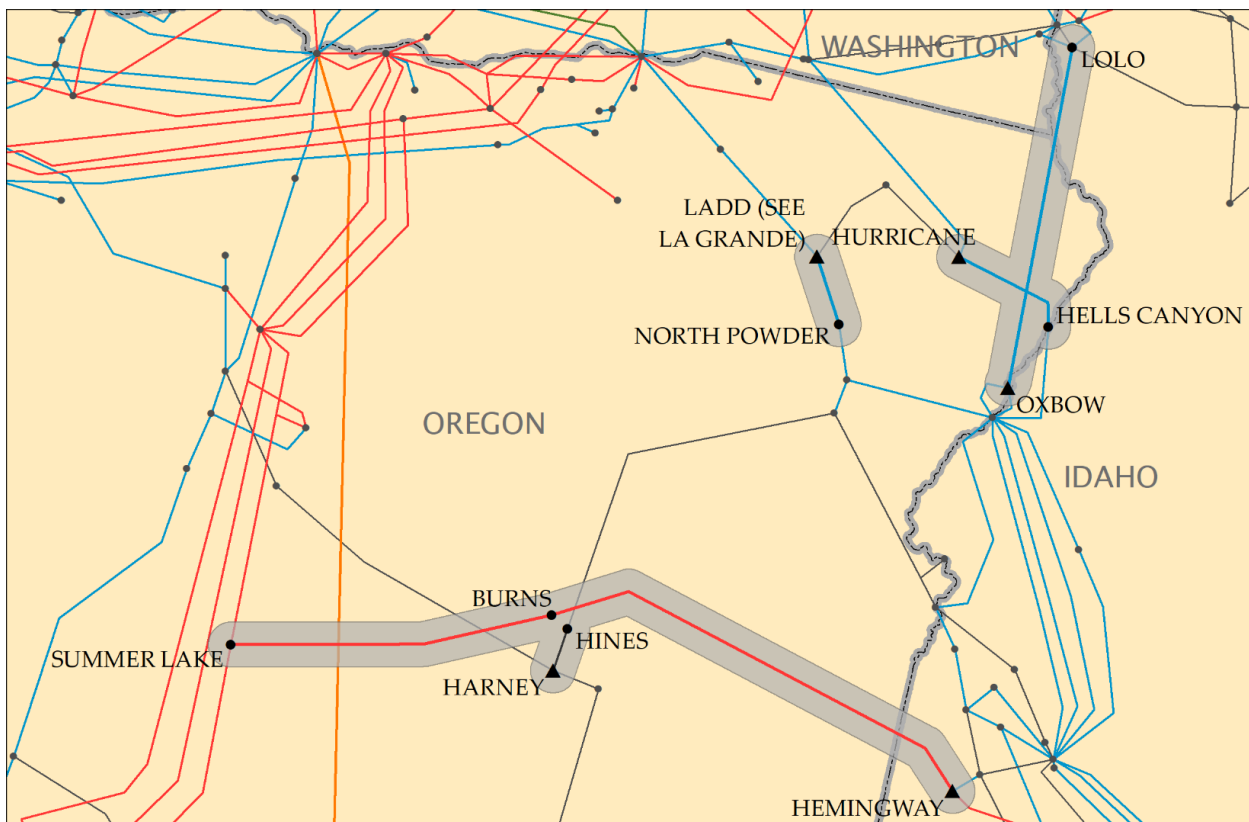 WASHINGTON
LOLO
LADD (SEE
LA GRANDE)
HURRICANE
HELLS CANYON
NORTH POWDER
OXBOW
OREGON
IDAHO
BURNS
HINES
SUMMER LAKE
HARNEY
HEMINGWAY